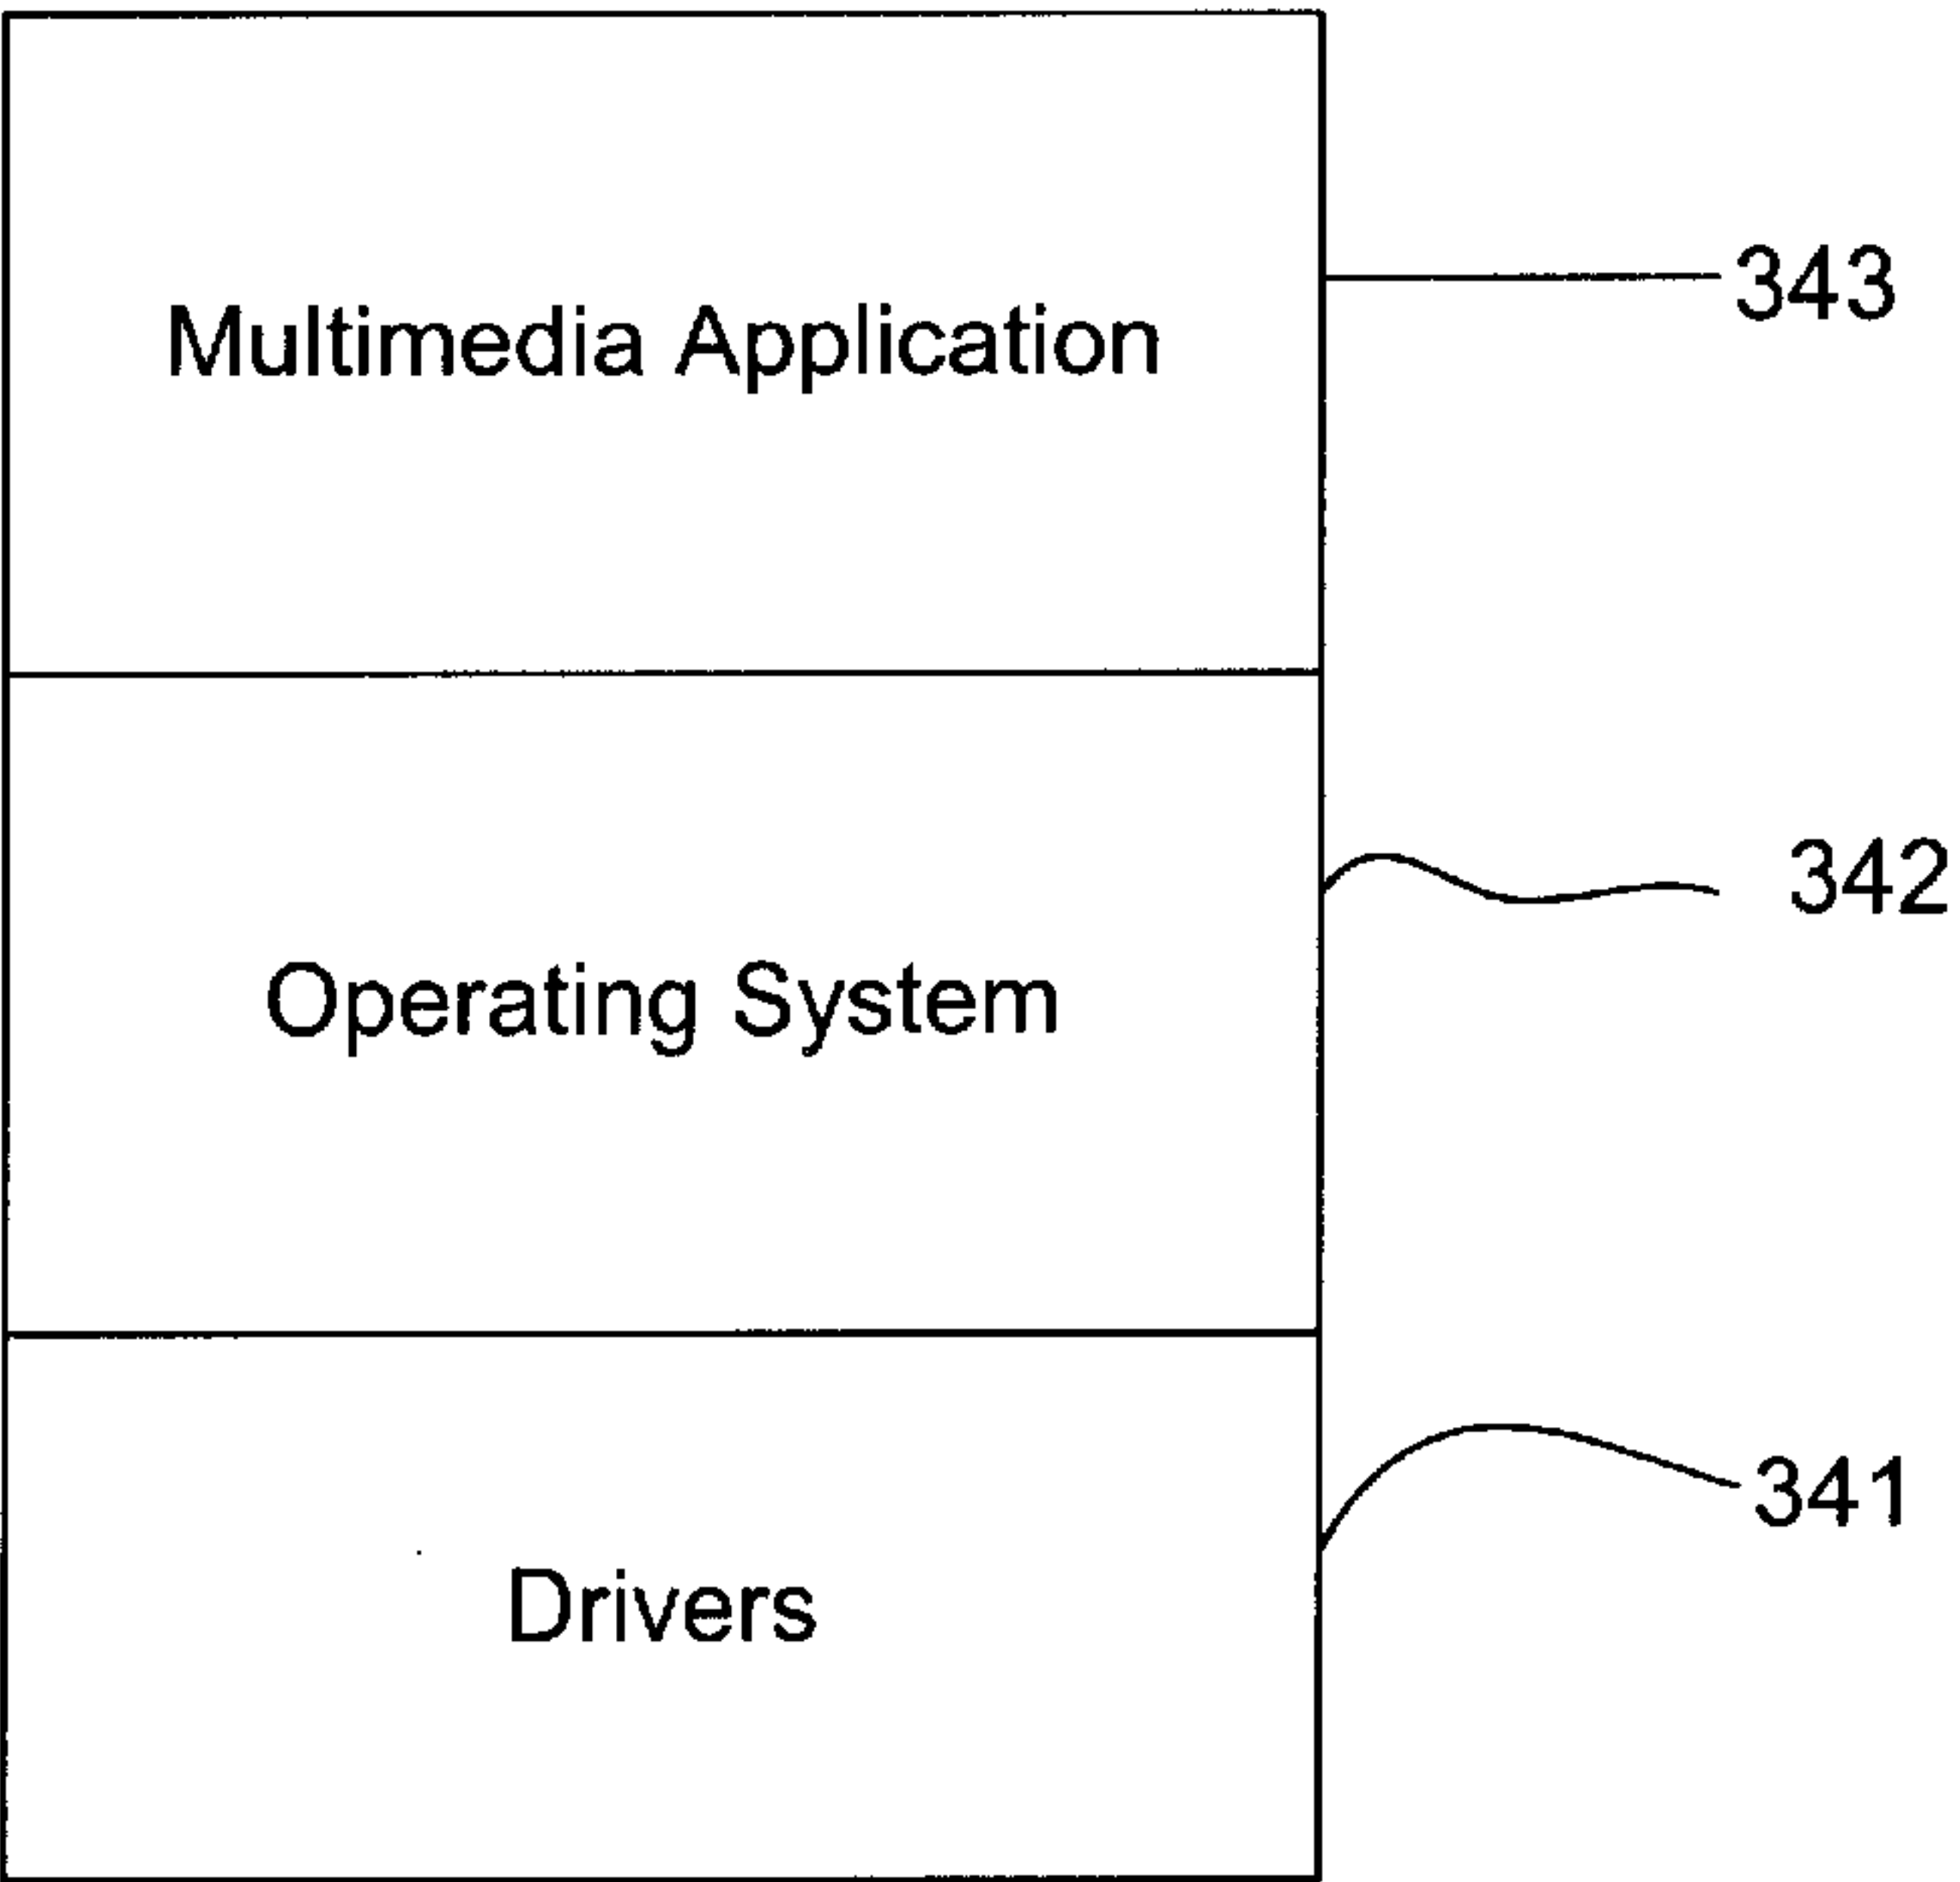 343
Multimedia Application
342
Operating System
341
Drivers